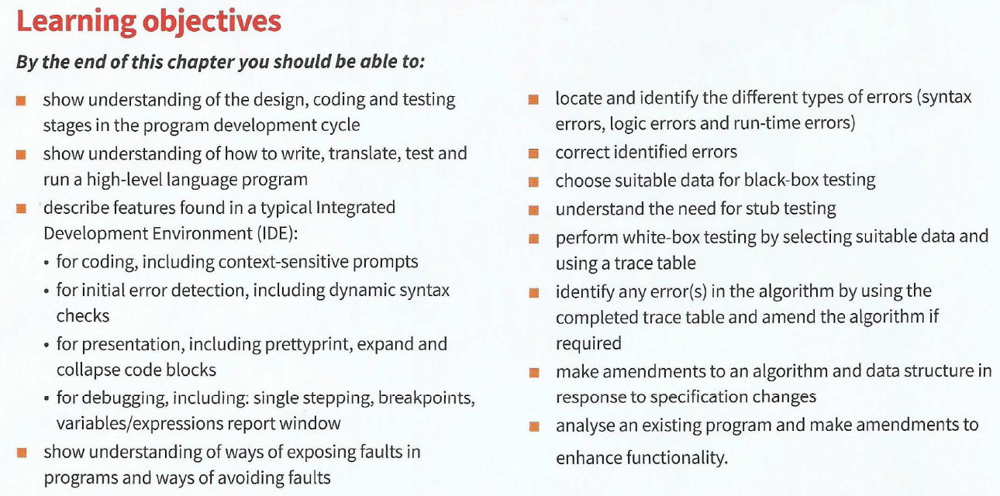 Learning objectives
By the end of this chapter you should be able to:
■ show understanding of the design, coding and testing
stages in the program development cycle
■ show understanding of how to write, translate, test and
run a high-level language program
■ describe features found in a typical Integrated
Development Environment (IDE):
• for coding, including context-sensitive prompts
• for initial error detection, including dynamic syntax
checks
• for presentation, including prettyprint, expand and
collapse code blocks
• for debugging, including: single stepping, breakpoints,
variables/expressions report window
■ show understanding of ways of exposing faults in
programs and ways of avoiding faults
■ locate and identify the different types of errors (syntax
errors, logic errors and run-time errors)
■ correct identified errors
■ choose suitable data for black-box testing
■ understand the need for stub testing
■ perform white-box testing by selecting suitable data and
using a trace table
■ identify any error(s) in the algorithm by using the
completed trace table and amend the algorithm if
required
■ make amendments to an algorithm and data structure in
response to specification changes
■ analyse an existing program and make amendments to
enhance functionality.